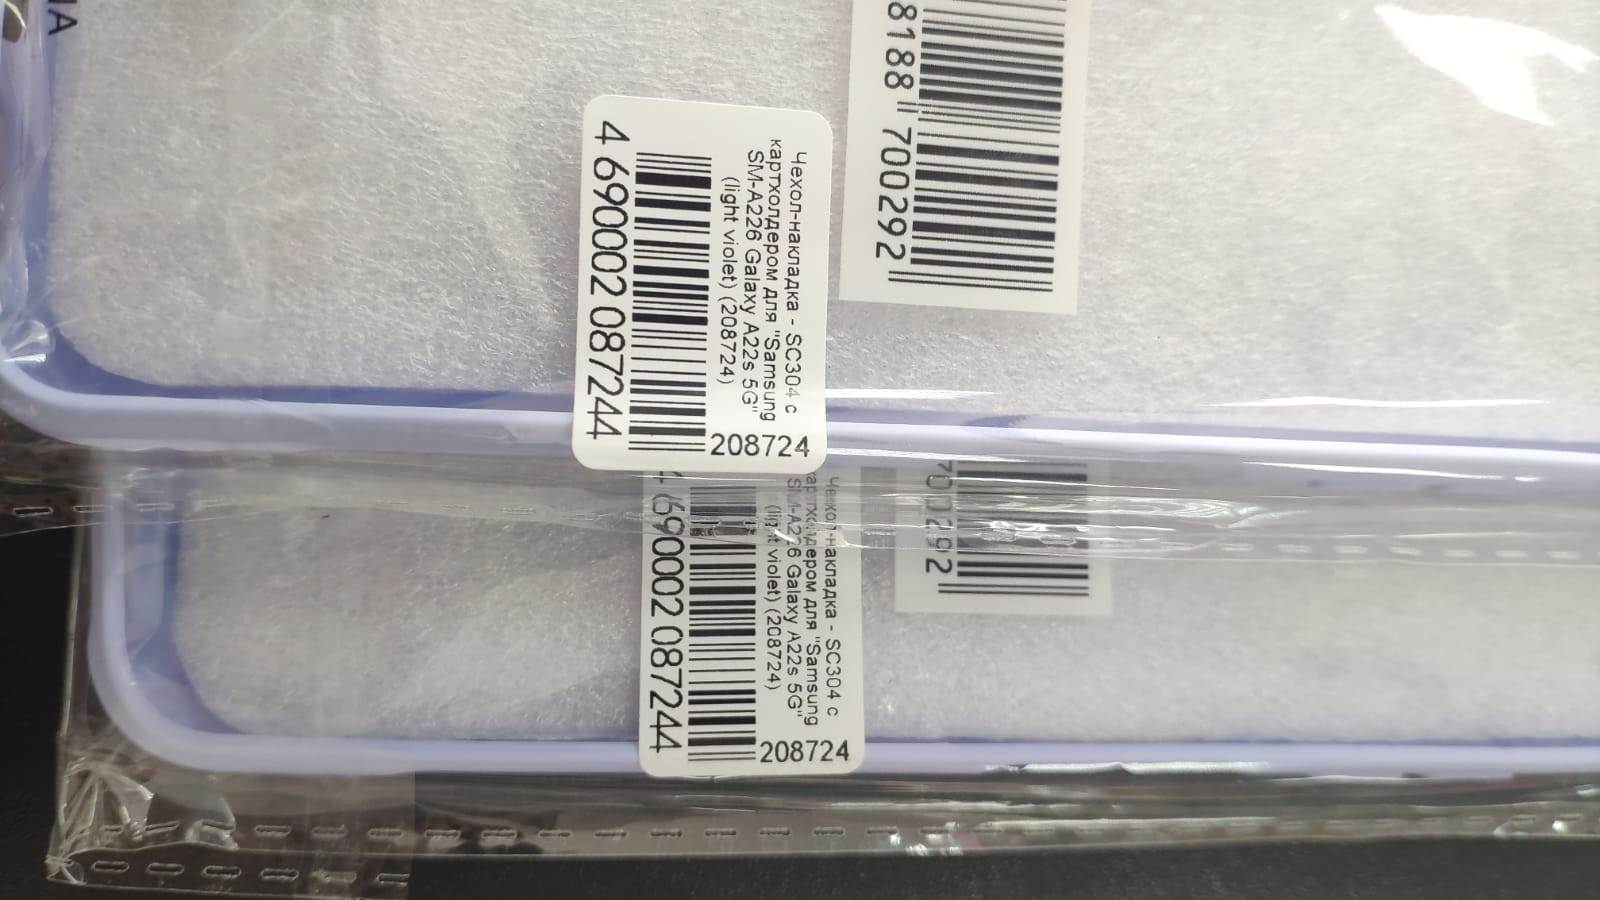 8188 700292
Чехол-накладка - SC304 с
картхолдером для "Samsung
SM-A226 Galaxy A22s 5G"
(light violet) (208724)
4 690002 087244
208724
700292
Чехол-накладка - SC304 с
картхолдером для "Samsung
SM-A226 Galaxy A22s 5G"
(light violet) (208724)
4 690002 087244
208724